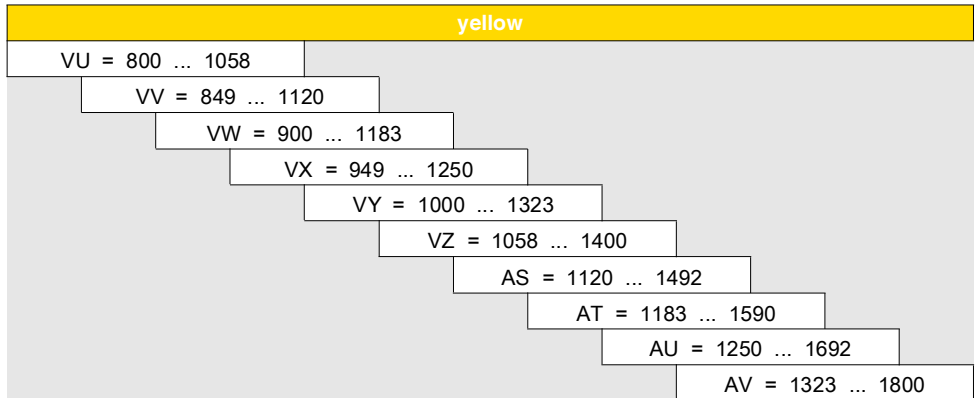 yellow
VU = 800 ... 1058
VV = 849 ... 1120
VW = 900 ... 1183
VX = 949 ... 1250
VY = 1000 ... 1323
VZ = 1058 ... 1400
AS = 1120 ... 1492
AT = 1183 ... 1590
AU = 1250 ... 1692
AV = 1323 ... 1800